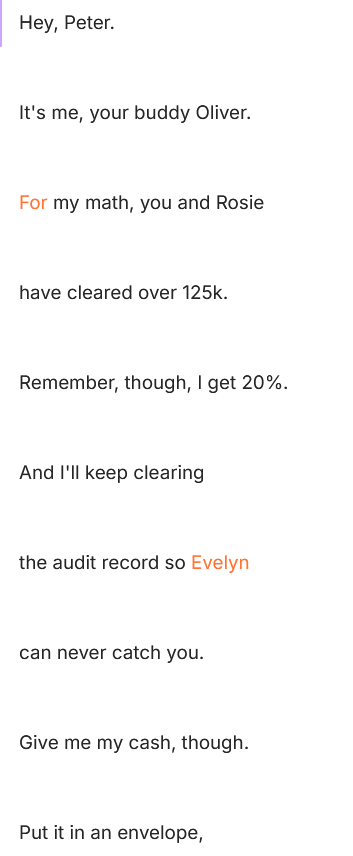 Hey, Peter.
It's me, your buddy Oliver.
For my math, you and Rosie
have cleared over 125k.
Remember, though, I get 20%.
And I'll keep clearing
the audit record so Evelyn
can never catch you.
Give me my cash, though.
Put it in an envelope,